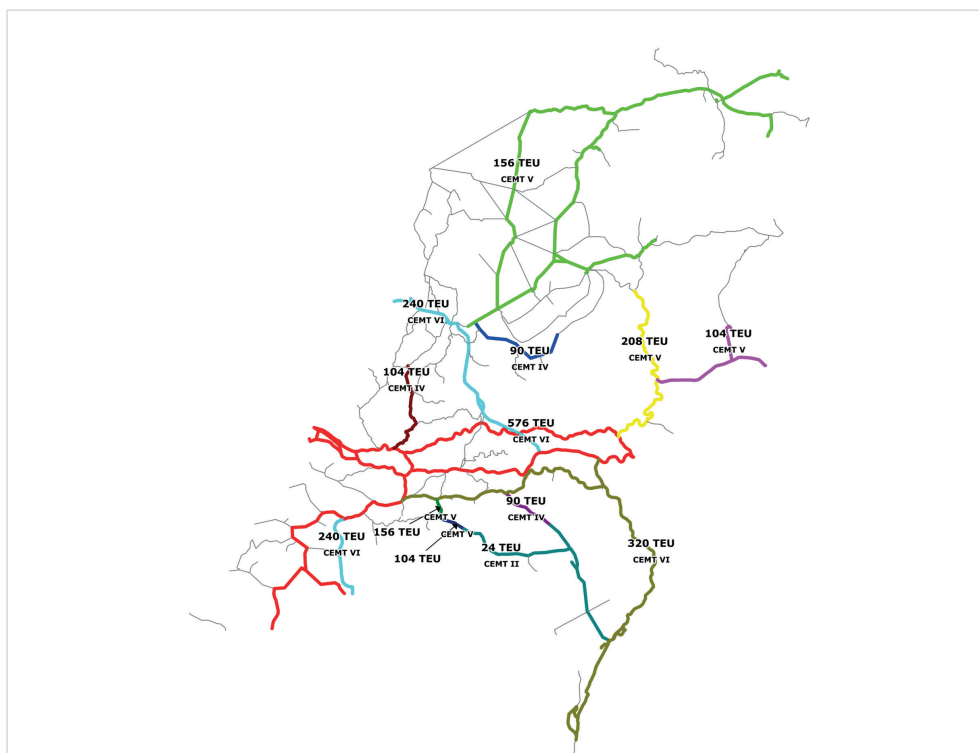 156 TEU
CEMT V
240 TEU
CEMT VI
90 TEU
CEMT IV
208 TEU
CEMT V
104 TEU
CEMT V
104 TEU
CEMT IV
576 TEU
CEMT VI
90 TEU
CEMT IV
CEMT V
156 TEU
CEMT V
104 TEU
240 TEU
CEMT VI
24 TEU
CEMT II
320 TEU
CEMT VI